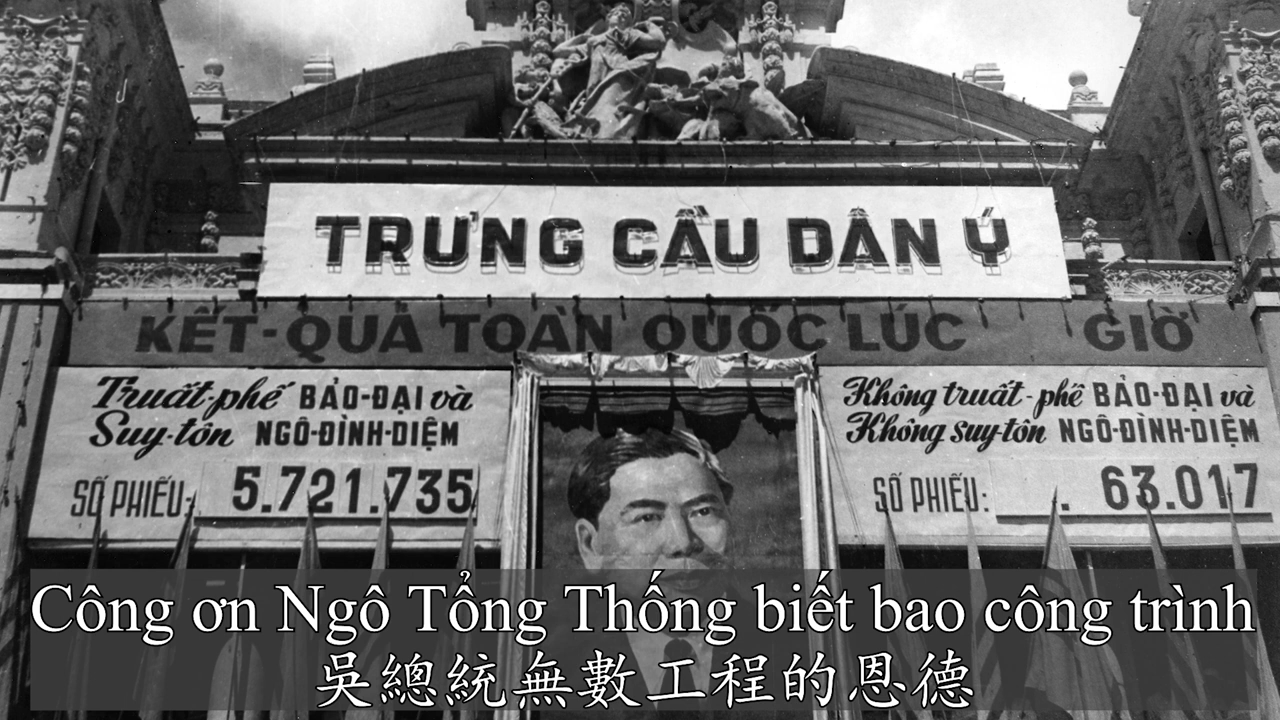 TRƯNG CẦU DÂN Ý
KẾT-QUẢ TOÀN QUỐC LÚC GIỜ
Truất-phế BẢO-ĐẠI và
Suy-tôn NGÔ-ĐÌNH-DIỆM
SỐ PHIẾU: 5.721.735
Không truất-phế BẢO-ĐẠI và
Không suy-tôn NGÔ-ĐÌNH-DIỆM
SỐ PHIẾU: . 63.017
Công ơn Ngô Tổng Thống biết bao công trình
吳總統無數工程的恩德